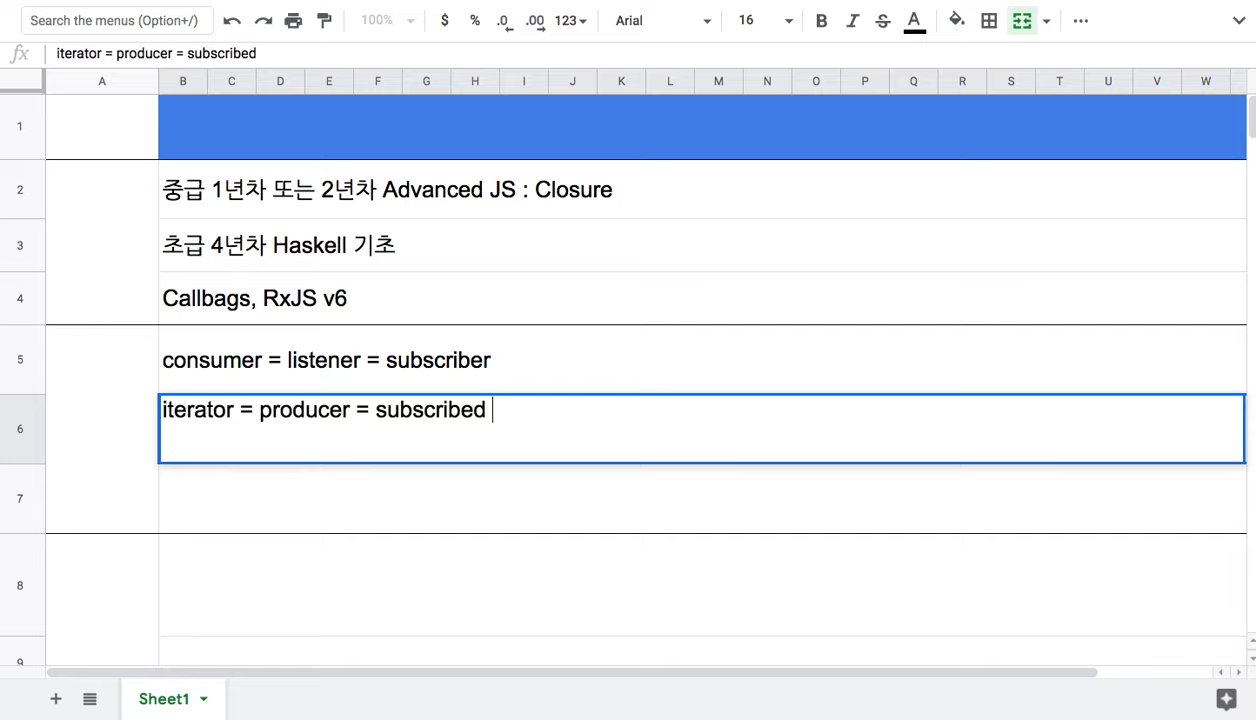 Search the menus (Option+/) 100% $ % .0 .00 123 Arial 16 B I S A
fx iterator = producer = subscribed
A B C D E F G H I J K L M N O P Q R S T U V W
1
2 중급 1년차 또는 2년차 Advanced JS : Closure
3 초급 4년차 Haskell 기초
4 Callbags, RxJS v6
5 consumer = listener = subscriber
6 iterator = producer = subscribed
7
8
9
+ Sheet1